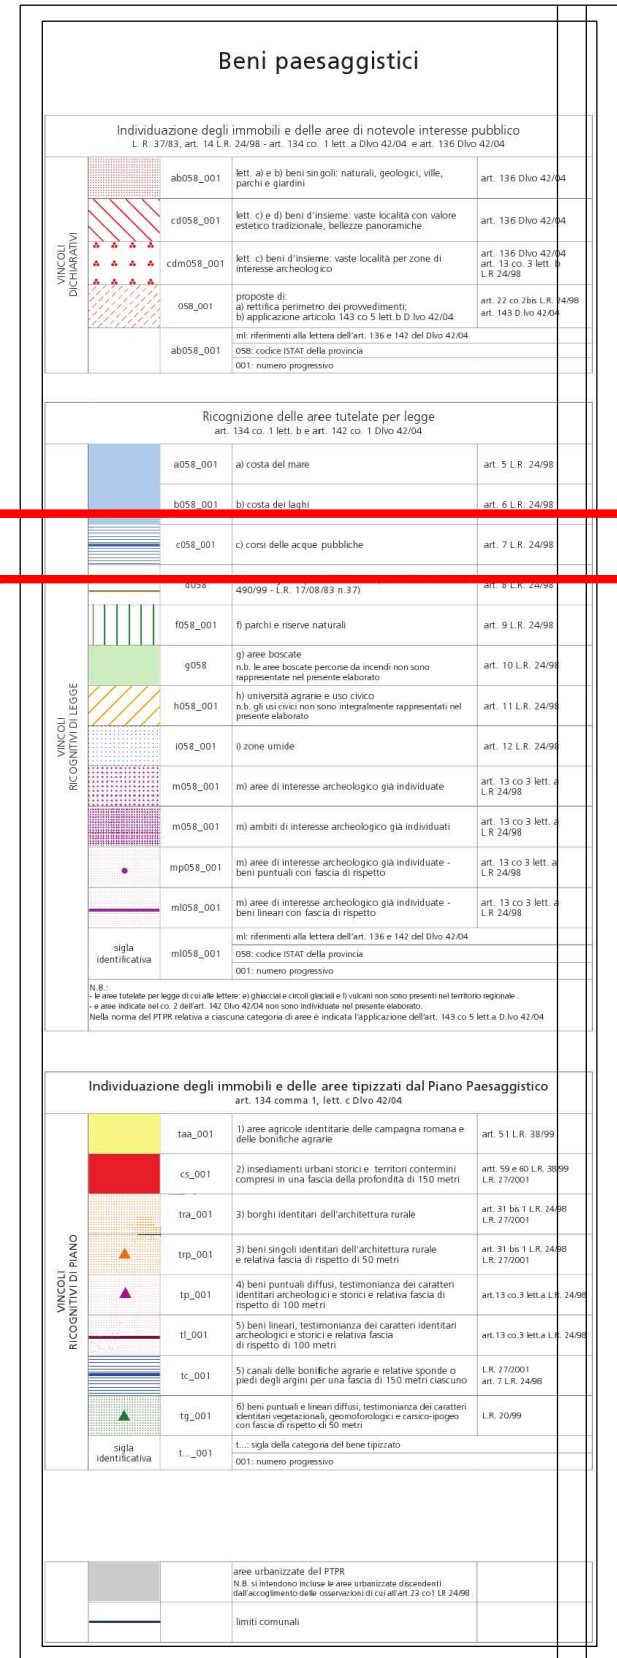 Beni paesaggistici
Individuazione degli immobili e delle aree di notevole interesse pubblico
L. R. 37/83, art. 14 L.R. 24/98 - art. 134 co. 1 lett. a Dlvo 42/04 e art. 136 Dlvo 42/04
VINCOLI
DICHIARATIVI
ab058_001
lett. a) e b) beni singoli: naturali, geologici, ville,
parchi e giardini
art. 136 Dlvo 42/04
cd058_001
lett. c) e d) beni d'insieme: vaste località con valore
estetico tradizionale, bellezze panoramiche
art. 136 Dlvo 42/04
cdm058_001
lett. c) beni d'insieme: vaste località per zone di
interesse archeologico
art. 136 Dlvo 42/04
art. 13 co. 3 lett. b
L.R 24/98
058_001
proposte di:
a) rettifica perimetro dei provvedimenti;
b) applicazione articolo 143 co 5 lett.b D.lvo 42/04
art. 22 co.2bis L.R. 24/98
art. 143 D.lvo 42/04
ab058_001
ml: riferimenti alla lettera dell'art. 136 e 142 del Dlvo 42/04
058: codice ISTAT della provincia
001: numero progressivo
Ricognizione delle aree tutelate per legge
art. 134 co. 1 lett. b e art. 142 co. 1 Dlvo 42/04
VINCOLI
RICOGNITIVI DI LEGGE
a058_001
a) costa del mare
art. 5 L.R. 24/98
b058_001
b) costa dei laghi
art. 6 L.R. 24/98
c058_001
c) corsi delle acque pubbliche
art. 7 L.R. 24/98
d058
490/99 - L.R. 17/08/83 n.37)
art. 8 L.R. 24/98
f058_001
f) parchi e riserve naturali
art. 9 L.R. 24/98
g058
g) aree boscate
n.b. le aree boscate percorse da incendi non sono
rappresentate nel presente elaborato
art. 10 L.R. 24/98
h058_001
h) università agrarie e uso civico
n.b. gli usi civici non sono integralmente rappresentati nel
presente elaborato
art. 11 L.R. 24/98
i058_001
i) zone umide
art. 12 L.R. 24/98
m058_001
m) aree di interesse archeologico già individuate
art. 13 co 3 lett. a
L.R 24/98
m058_001
m) ambiti di interesse archeologico già individuati
art. 13 co 3 lett. a
L.R 24/98
mp058_001
m) aree di interesse archeologico già individuate -
beni puntuali con fascia di rispetto
art. 13 co 3 lett. a
L.R 24/98
ml058_001
m) aree di interesse archeologico già individuate -
beni lineari con fascia di rispetto
art. 13 co 3 lett. a
L.R 24/98
sigla
identificativa
ml058_001
ml: riferimenti alla lettera dell'art. 136 e 142 del Dlvo 42/04
058: codice ISTAT della provincia
001: numero progressivo
N.B.:
- le aree tutelate per legge di cui alle lettere: e) ghiacciai e circoli glaciali e l) vulcani non sono presenti nel territorio regionale .
- e aree indicate nel co. 2 dell'art. 142 Dlvo 42/04 non sono individuate nel presente elaborato.
Nella norma del PTPR relativa a ciascuna categoria di aree è indicata l'applicazione dell'art. 143 co 5 lett.a D.lvo 42/04
Individuazione degli immobili e delle aree tipizzati dal Piano Paesaggistico
art. 134 comma 1, lett. c Dlvo 42/04
VINCOLI
RICOGNITIVI DI PIANO
taa_001
1) aree agricole identitarie delle campagna romana e
delle bonifiche agrarie
art. 51 L.R. 38/99
cs_001
2) insediamenti urbani storici e territori contermini
compresi in una fascia della profondità di 150 metri
artt. 59 e 60 L.R. 38/99
L.R. 27/2001
tra_001
3) borghi identitari dell'architettura rurale
art. 31 bis 1 L.R. 24/98
L.R. 27/2001
trp_001
3) beni singoli identitari dell'architettura rurale
e relativa fascia di rispetto di 50 metri
art. 31 bis 1 L.R. 24/98
L.R. 27/2001
tp_001
4) beni puntuali diffusi, testimonianza dei caratteri
identitari archeologici e storici e relativa fascia di
rispetto di 100 metri
art.13 co.3 lett.a L.R. 24/98
tl_001
5) beni lineari, testimonianza dei caratteri identitari
archeologici e storici e relativa fascia
di rispetto di 100 metri
art.13 co.3 lett.a L.R. 24/98
tc_001
5) canali delle bonifiche agrarie e relative sponde o
piedi degli argini per una fascia di 150 metri ciascuno
L.R. 27/2001
art. 7 L.R. 24/98
tg_001
6) beni puntuali e lineari diffusi, testimonianza dei caratteri
identitari vegetazionali, geomoforologici e carsico-ipogeo
con fascia di rispetto di 50 metri
L.R. 20/99
sigla
identificativa
t..._001
t...: sigla della categoria del bene tipizzato
001: numero progressivo
aree urbanizzate del PTPR
N.B. si intendono incluse le aree urbanizzate discendenti
dall'accoglimento delle osservazioni di cui all'art.23 co1 LR 24/98
limiti comunali